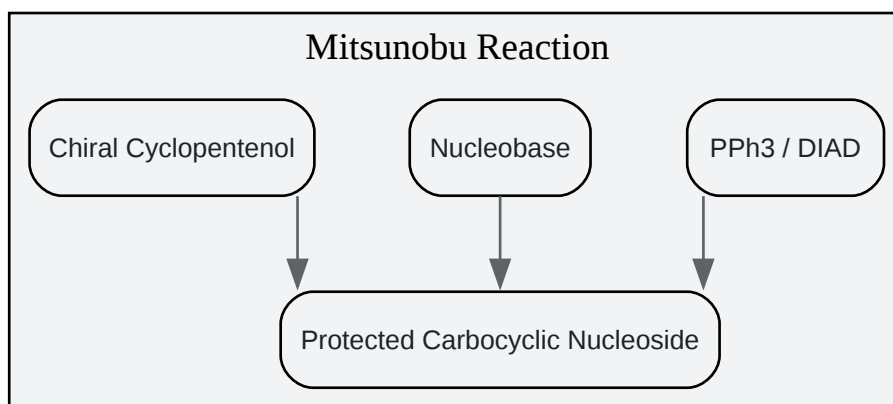 Mitsunobu Reaction
Chiral Cyclopentenol
Nucleobase
PPh3 / DIAD
Protected Carbocyclic Nucleoside